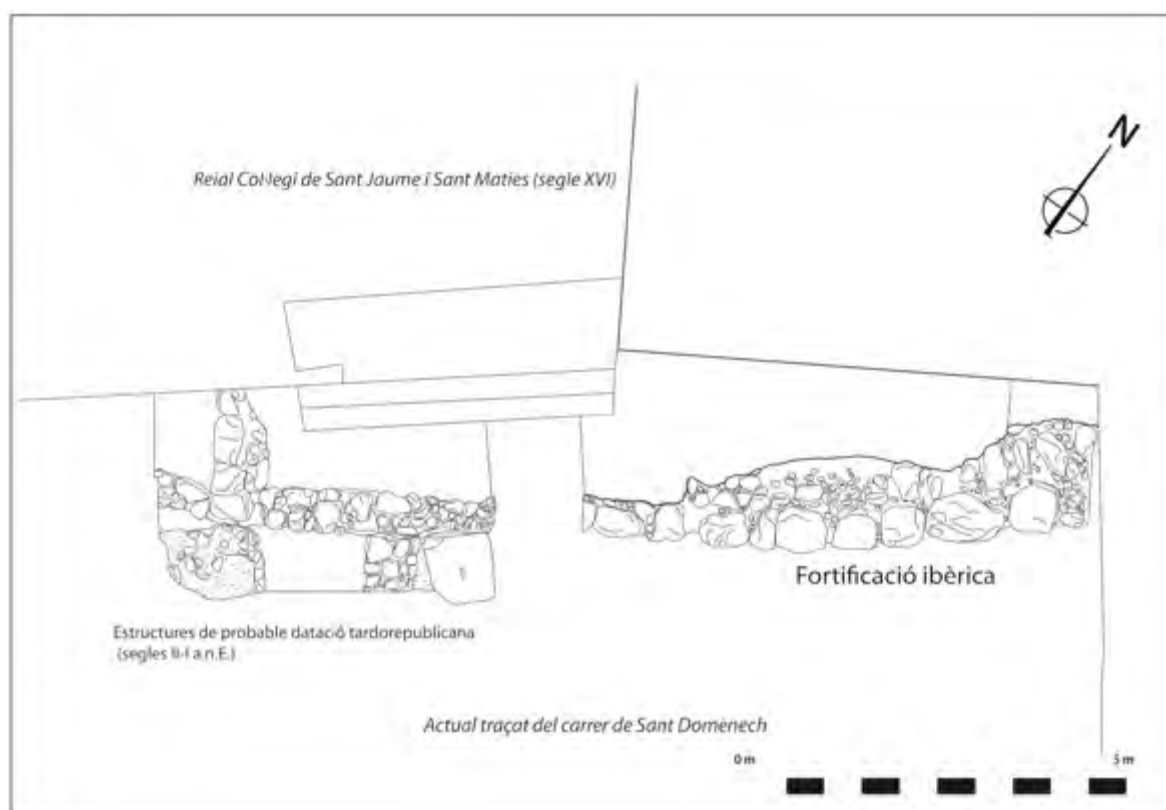 N
Reial Col·legi de Sant Jaume i Sant Maties (segle XVI)
Fortificació ibèrica
Estructures de probable datació tardorepublicana
(segles II-I a.n.E.)
Actual traçat del carrer de Sant Domènech
0 m 5 m